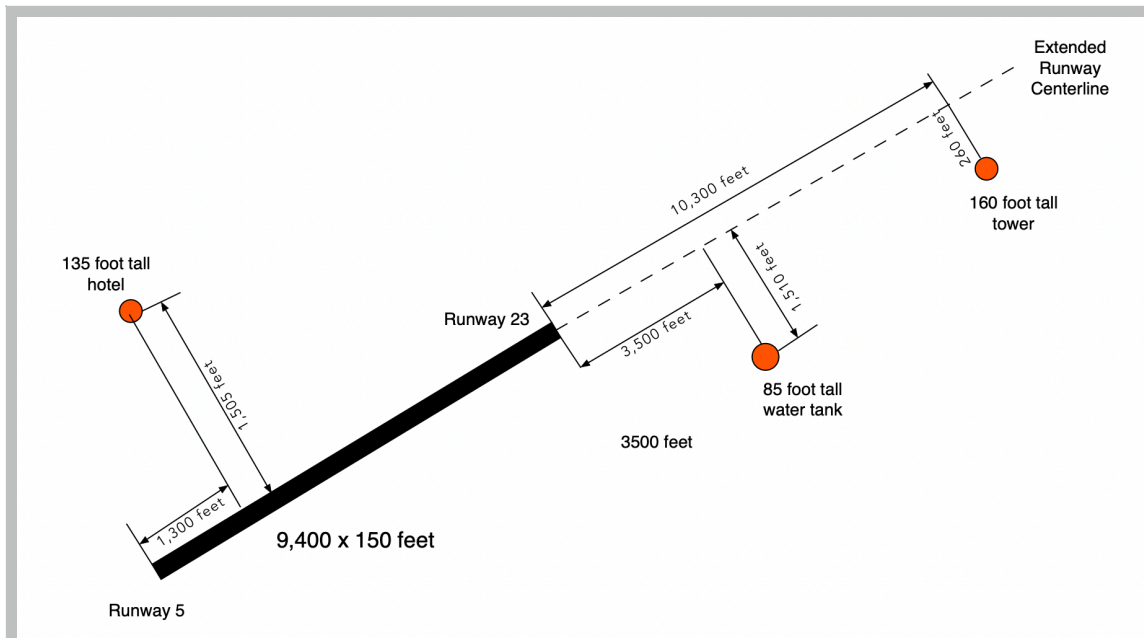 Extended
Runway
Centerline
10,300 feet
260 feet
160 foot tall
tower
135 foot tall
hotel
Runway 23
1,510 feet
3,500 feet
85 foot tall
water tank
1,505 feet
3500 feet
1,300 feet
9,400 x 150 feet
Runway 5